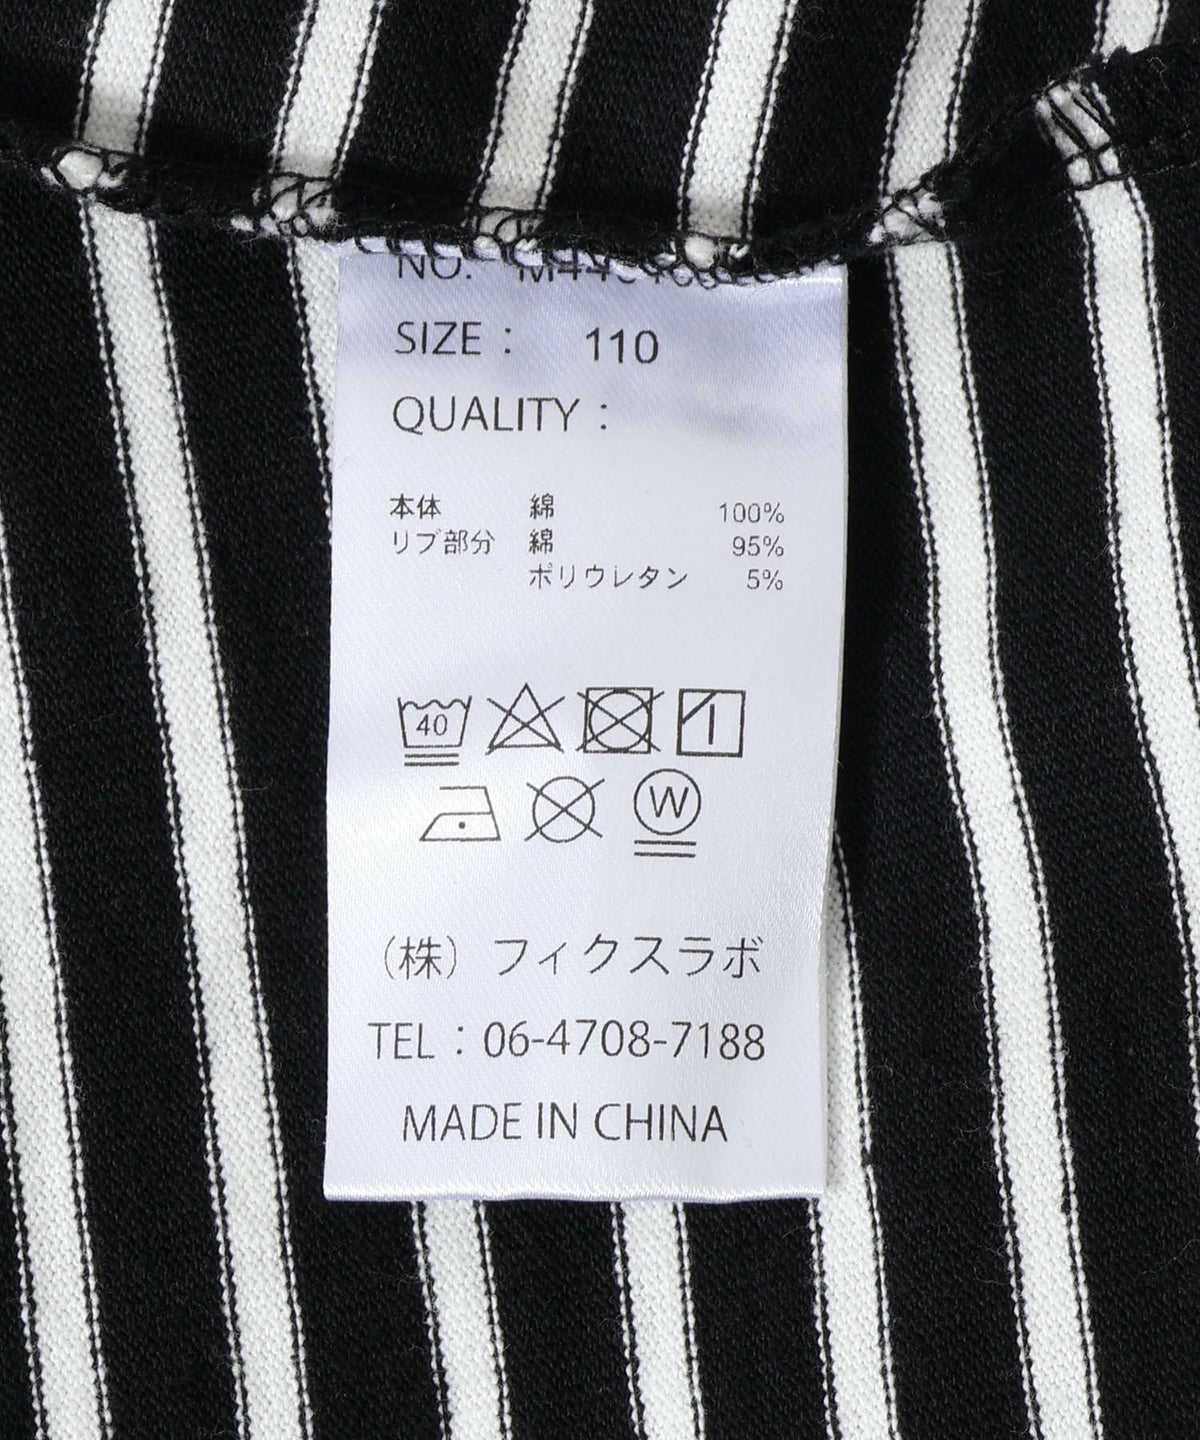 NO.
SIZE : 110
QUALITY :
本体 綿 100%
リブ部分 綿 95%
ポリウレタン 5%
40
W
(株) フィクスラボ
TEL : 06-4708-7188
MADE IN CHINA